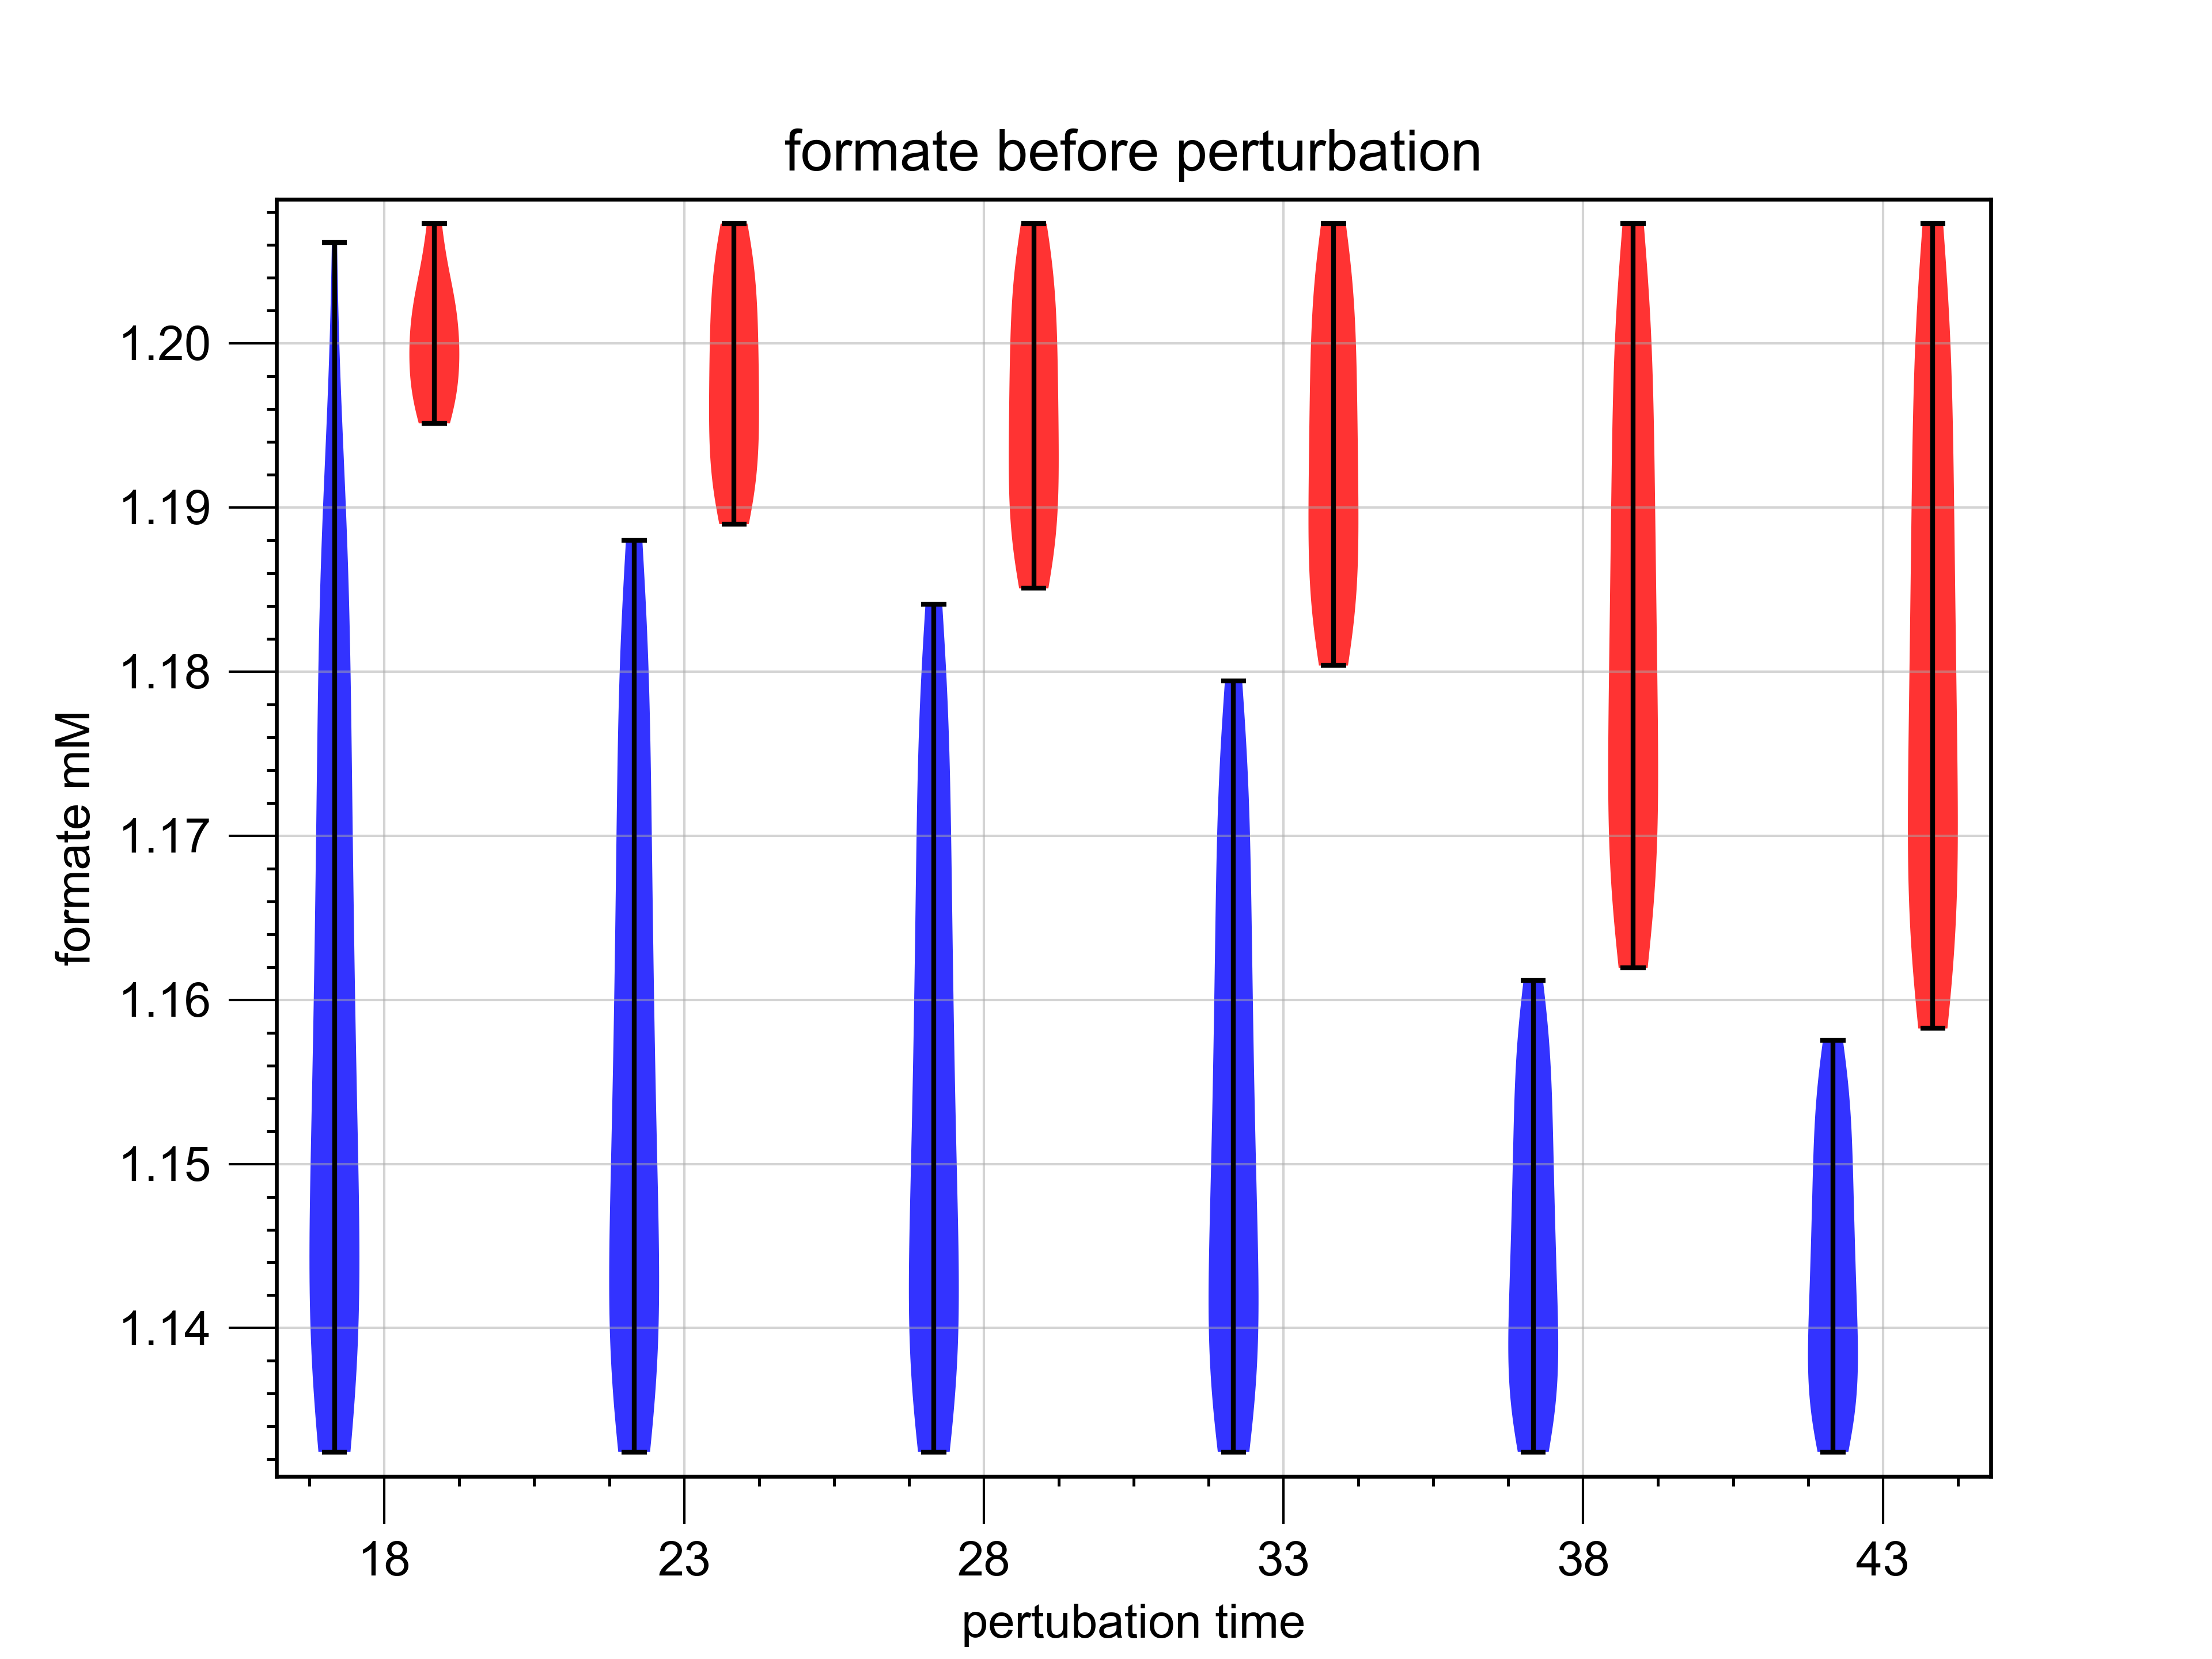 formate before perturbation
formate mM
1.20
1.19
1.18
1.17
1.16
1.15
1.14
18 23 28 33 38 43
pertubation time